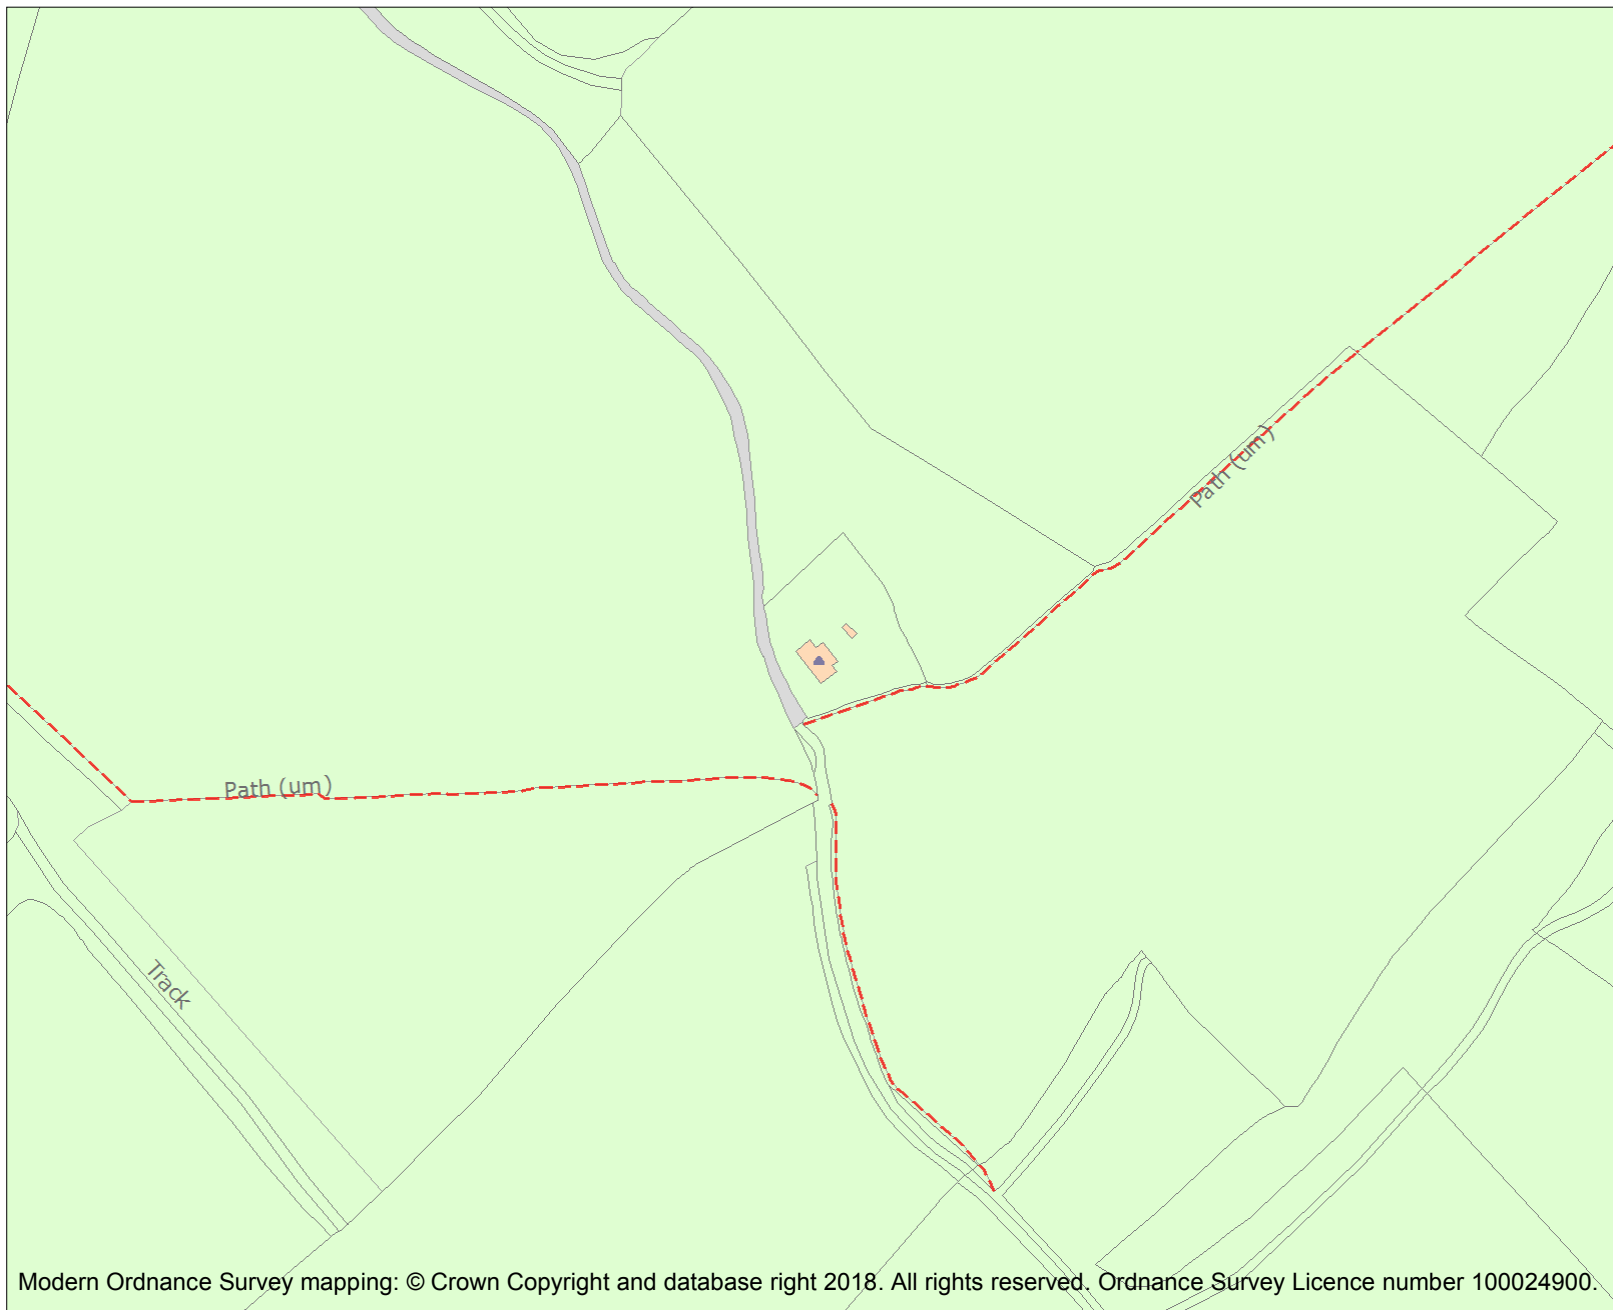 Path (um)
Path (um)
Track
Modern Ordnance Survey mapping: © Crown Copyright and database right 2018. All rights reserved. Ordnance Survey Licence number 100024900.